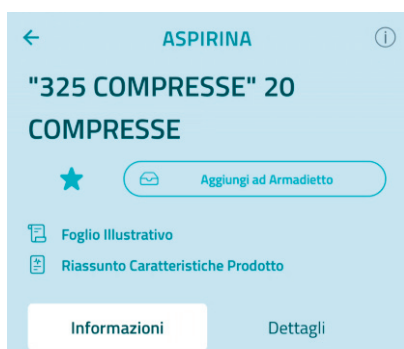 ASPIRINA
"325 COMPRESSE" 20
COMPRESSE
Aggiungi ad Armadietto
Foglio Illustrativo
Riassunto Caratteristiche Prodotto
Informazioni
Dettagli